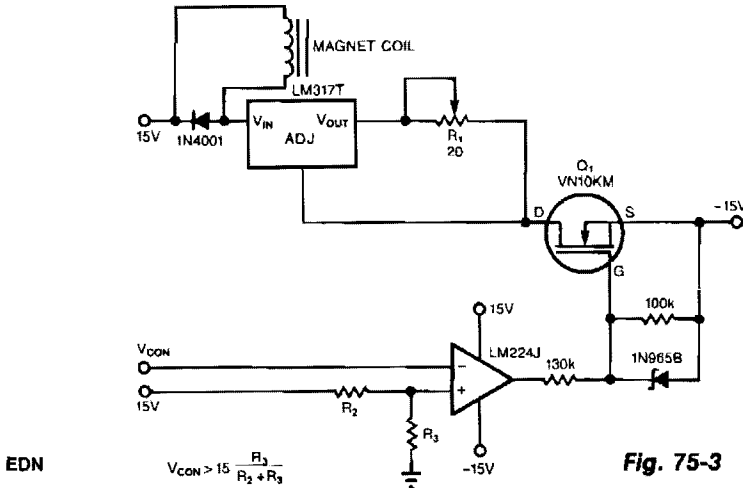 MAGNET COIL
LM317T
15V
1N4001
VIN
VOUT
ADJ
R1
20
Q1
VN10KM
D
S
G
-15V
100k
1N965B
15V
LM224J
VCON
15V
R2
R3
-
+
130k
-15V
EDN
VCON > 15 R3 / R2 + R3
Fig. 75-3